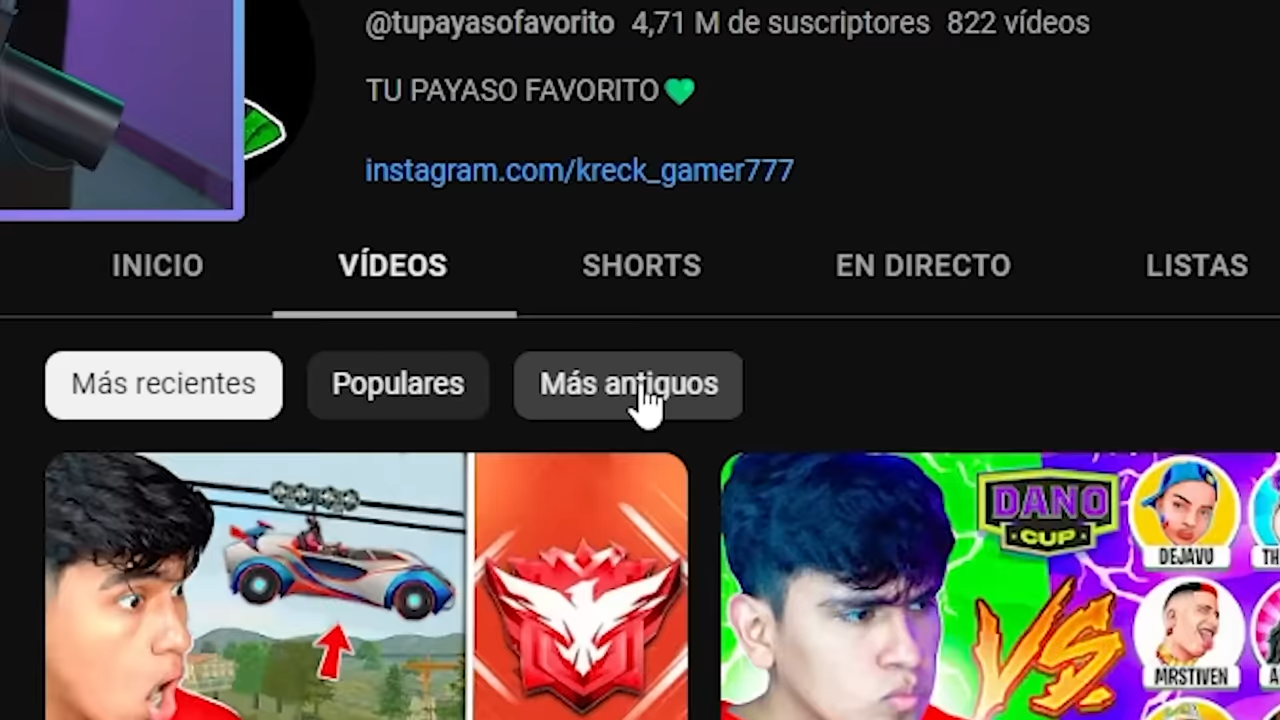 @tupayasofavorito 4,71 M de suscriptores 822 vídeos
TU PAYASO FAVORITO💚
instagram.com/kreck_gamer777
INICIO VÍDEOS SHORTS EN DIRECTO LISTAS
Más recientes Populares Más antiguos
DANO
CUP
DEJAVU
VS
MRSTIVEN